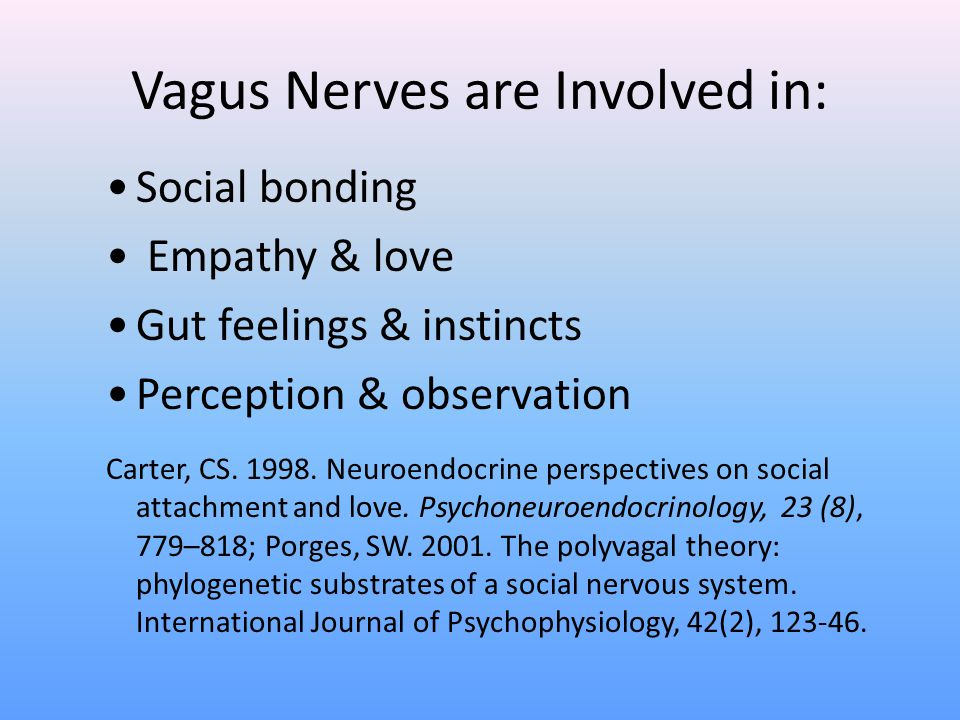 Vagus Nerves are Involved in:
• Social bonding
• Empathy & love
• Gut feelings & instincts
• Perception & observation
Carter, CS. 1998. Neuroendocrine perspectives on social
attachment and love. Psychoneuroendocrinology, 23 (8),
779–818; Porges, SW. 2001. The polyvagal theory:
phylogenetic substrates of a social nervous system.
International Journal of Psychophysiology, 42(2), 123-46.